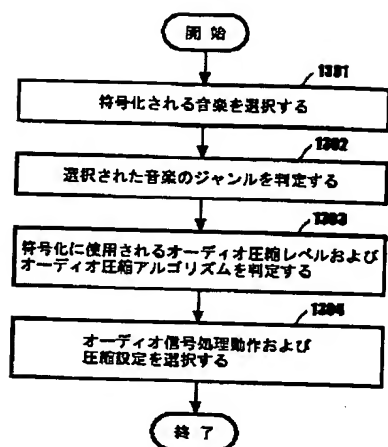 開始
1301
符号化される音楽を選択する
1302
選択された音楽のジャンルを判定する
1303
符号化に使用されるオーディオ圧縮レベルおよび
オーディオ圧縮アルゴリズムを判定する
1304
オーディオ信号処理動作および
圧縮設定を選択する
終了